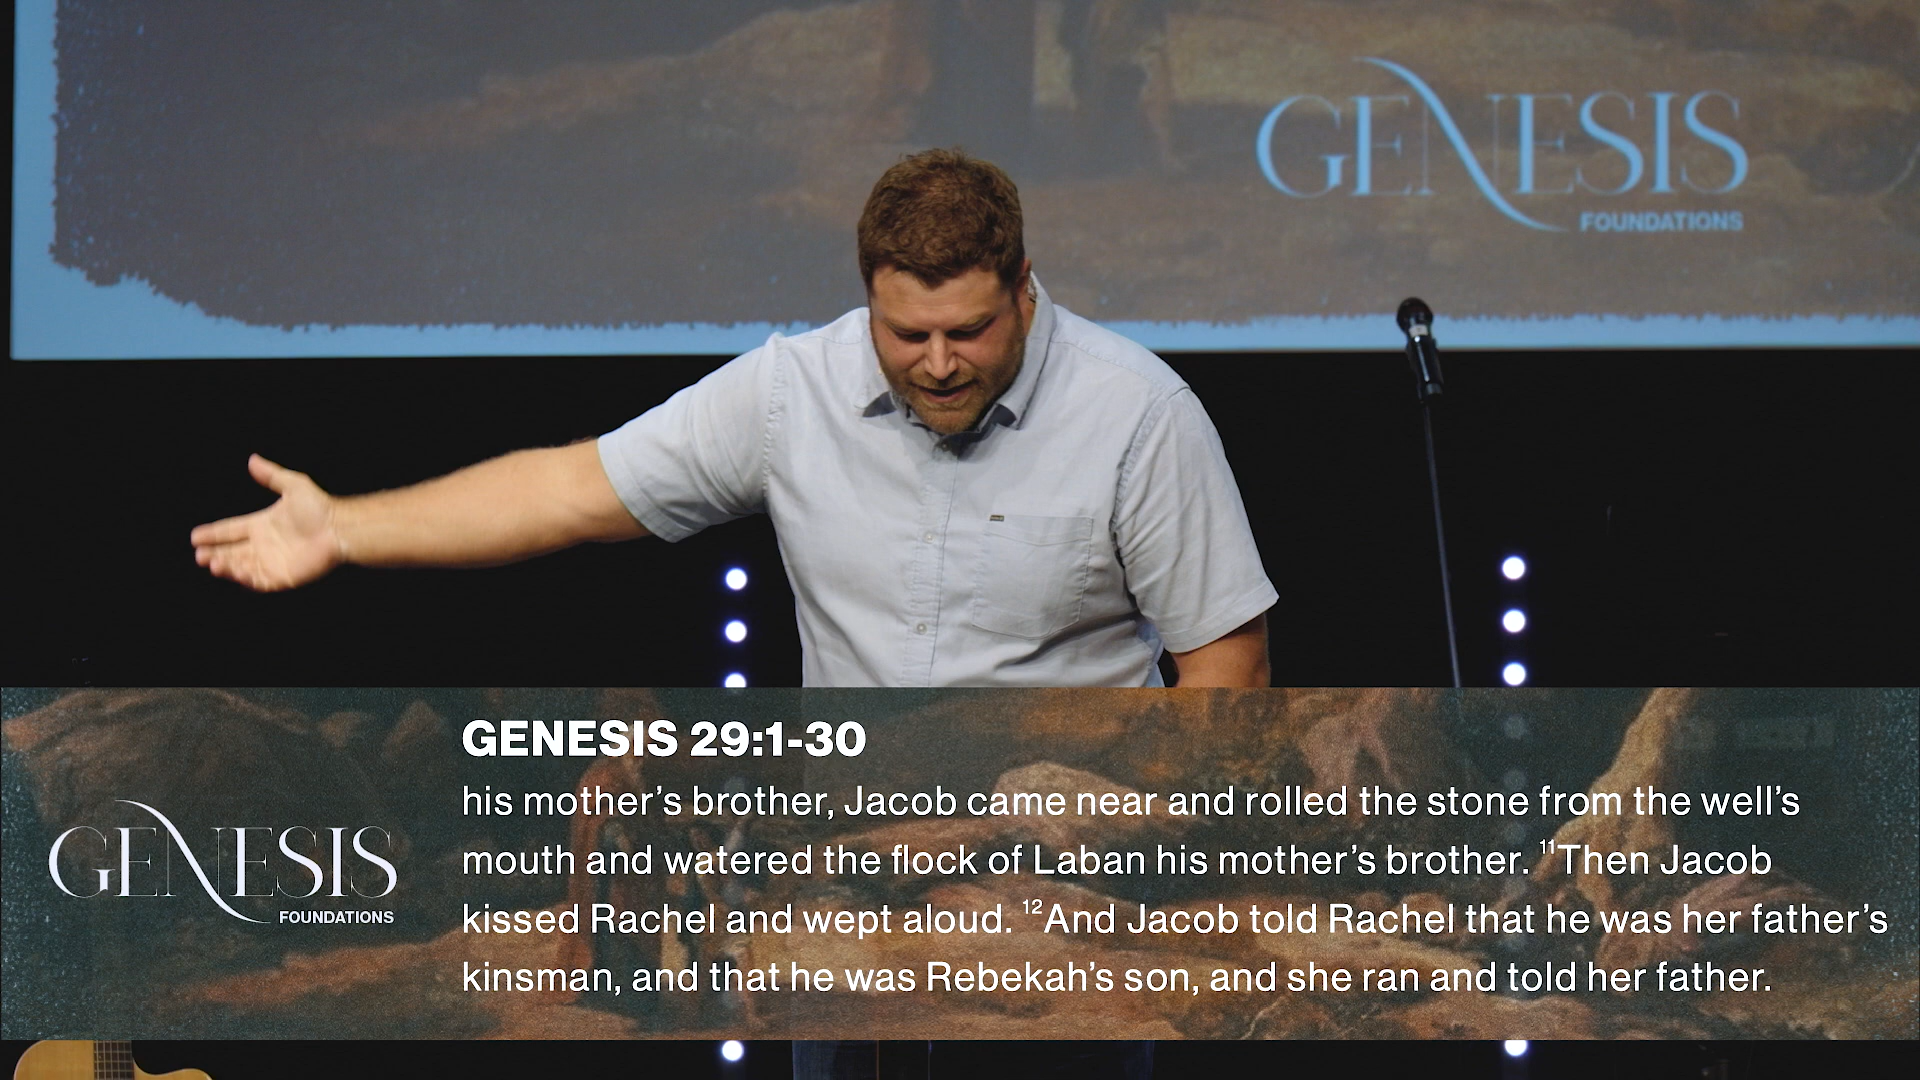 GENESIS
FOUNDATIONS
GENESIS 29:1-30
his mother’s brother, Jacob came near and rolled the stone from the well’s
mouth and watered the flock of Laban his mother’s brother. ¹¹Then Jacob
kissed Rachel and wept aloud. ¹²And Jacob told Rachel that he was her father’s
kinsman, and that he was Rebekah’s son, and she ran and told her father.
GENESIS
FOUNDATIONS